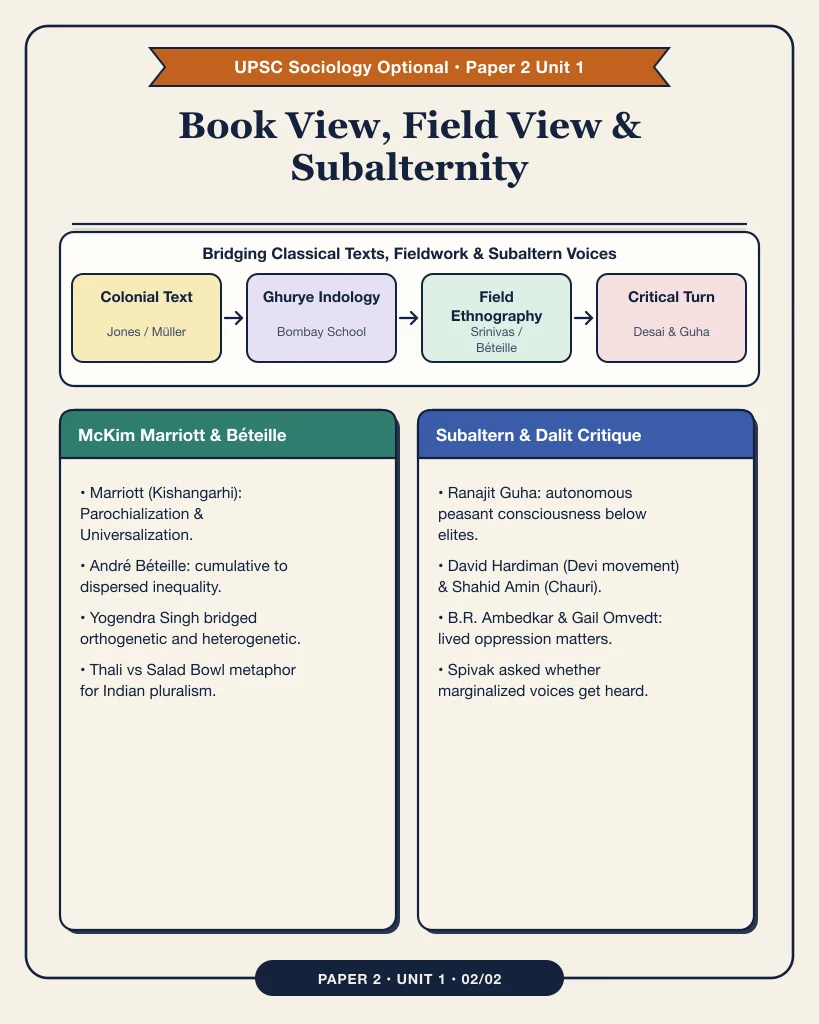 UPSC Sociology Optional • Paper 2 Unit 1
Book View, Field View &
Subalternity
Bridging Classical Texts, Fieldwork & Subaltern Voices
Colonial Text
Jones / Müller
Ghurye Indology
Bombay School
Field
Ethnography
Srinivas /
Béteille
Critical Turn
Desai & Guha
McKim Marriott & Béteille
• Marriott (Kishangarhi):
Parochialization &
Universalization.
• André Béteille: cumulative to
dispersed inequality.
• Yogendra Singh bridged
orthogenetic and heterogenetic.
• Thali vs Salad Bowl metaphor
for Indian pluralism.
Subaltern & Dalit Critique
• Ranajit Guha: autonomous
peasant consciousness below
elites.
• David Hardiman (Devi movement)
& Shahid Amin (Chauri).
• B.R. Ambedkar & Gail Omvedt:
lived oppression matters.
• Spivak asked whether
marginalized voices get heard.
PAPER 2 • UNIT 1 • 02/02